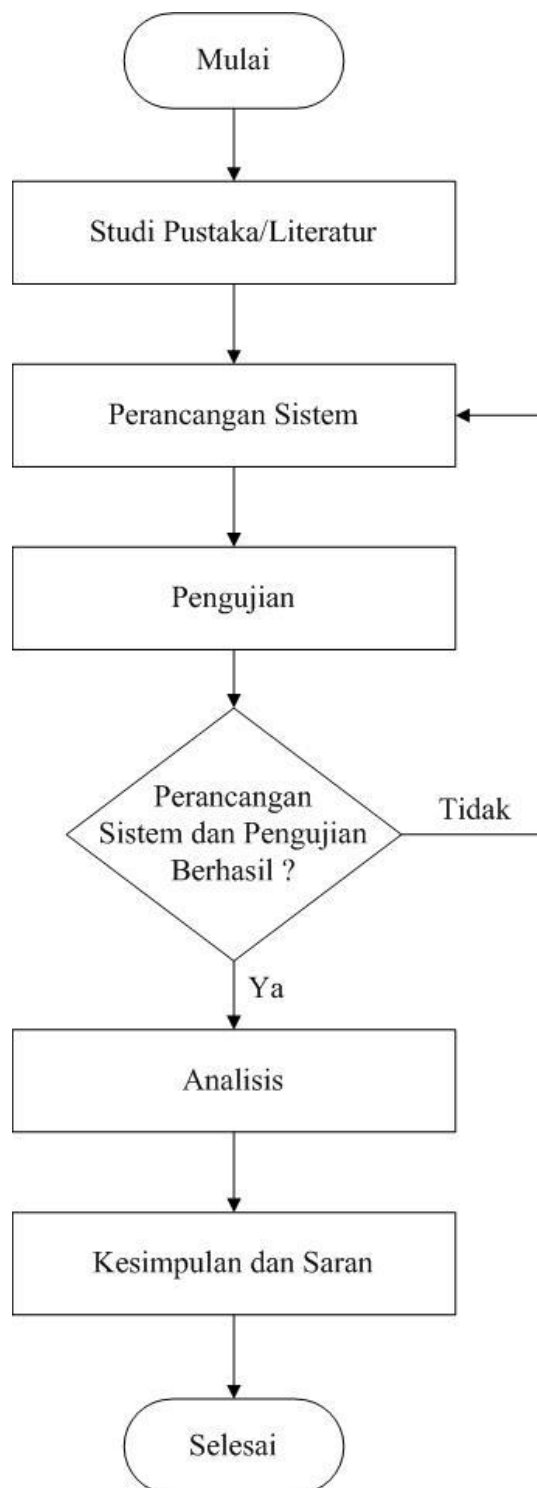 Mulai
Studi Pustaka/Literatur
Perancangan Sistem
Pengujian
Perancangan
Sistem dan Pengujian
Berhasil ?
Tidak
Ya
Analisis
Kesimpulan dan Saran
Selesai